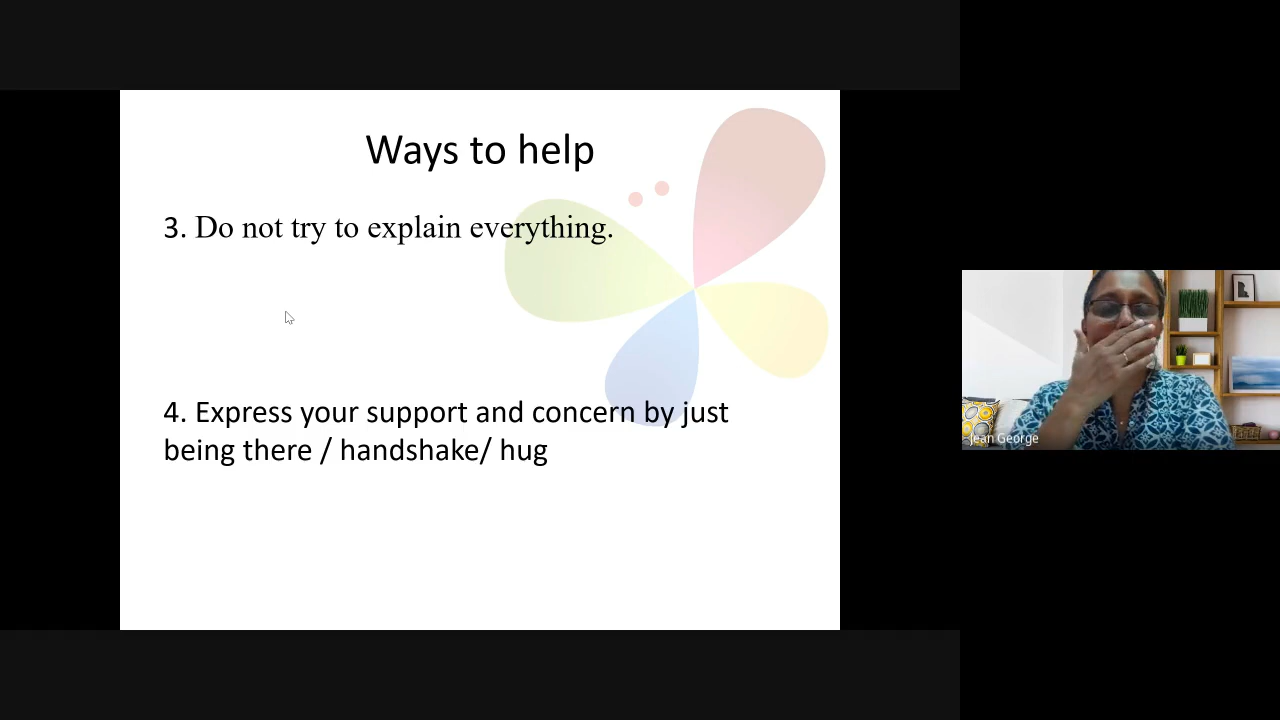 Ways to help
3. Do not try to explain everything.
4. Express your support and concern by just
being there / handshake/ hug
Jean George